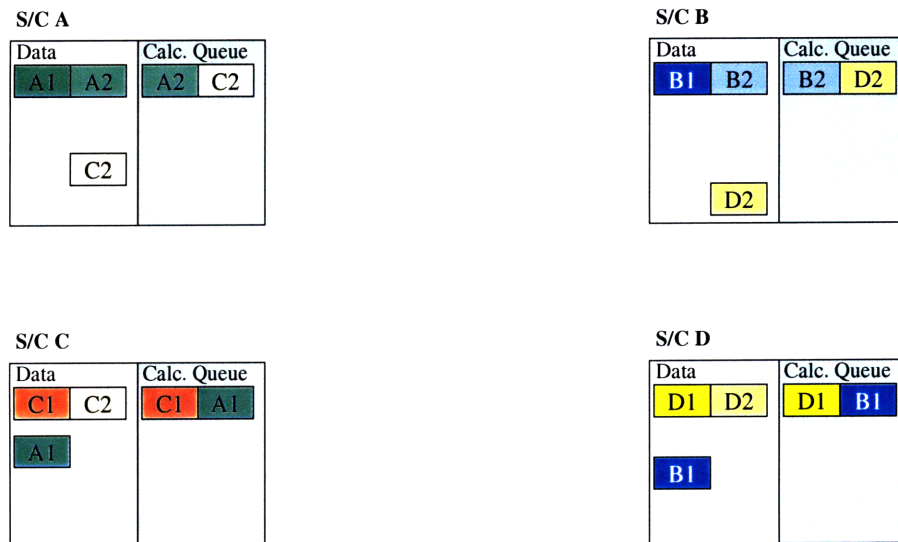 S/C A
Data Calc. Queue
A1 A2 A2 C2
C2
S/C B
Data Calc. Queue
B1 B2 B2 D2
D2
S/C C
Data Calc. Queue
C1 C2 C1 A1
A1
S/C D
Data Calc. Queue
D1 D2 D1 B1
B1